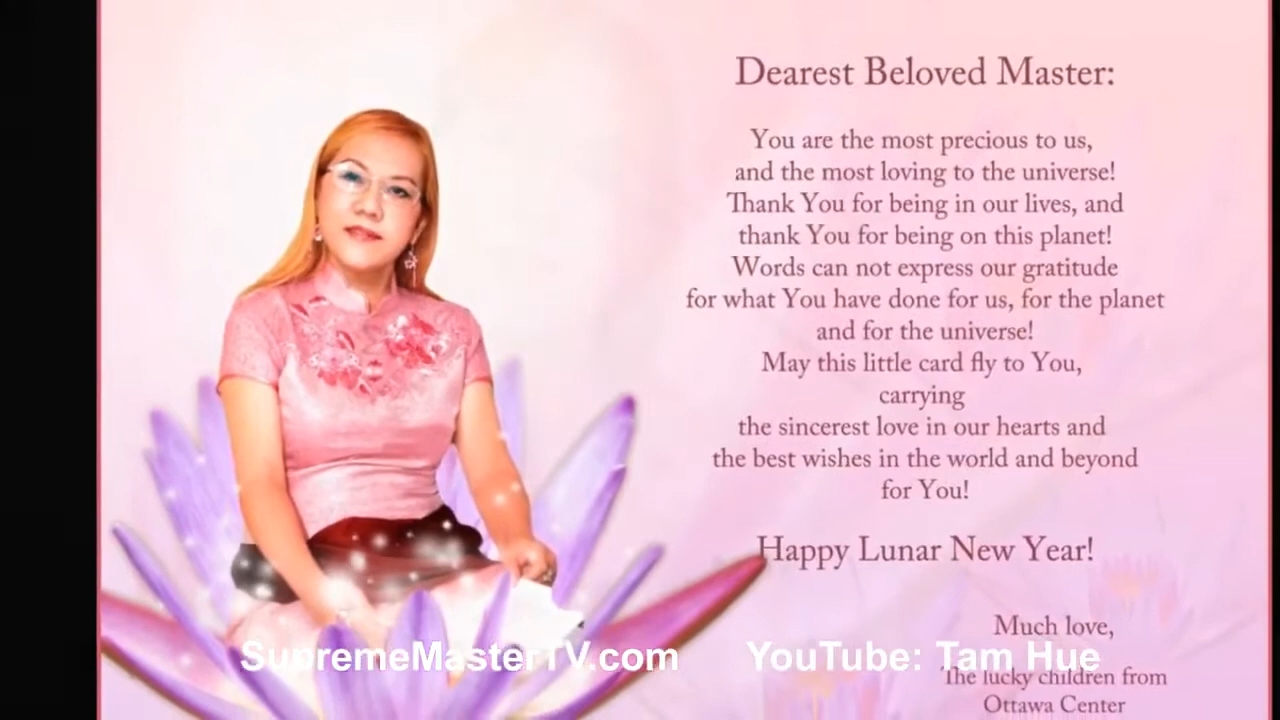 Dearest Beloved Master:
You are the most precious to us,
and the most loving to the universe!
Thank You for being in our lives, and
thank You for being on this planet!
Words can not express our gratitude
for what You have done for us, for the planet
and for the universe!
May this little card fly to You,
carrying
the sincerest love in our hearts and
the best wishes in the world and beyond
for You!
Happy Lunar New Year!
Much love,
The lucky children from
Ottawa Center
SupremeMasterTV.com
YouTube: Tam Hue